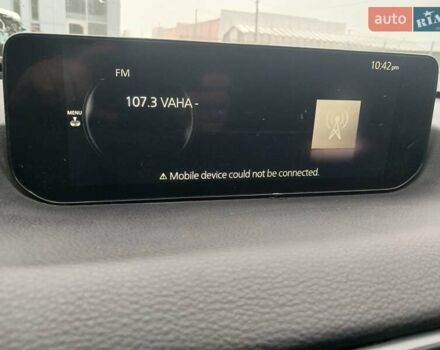 auto RIA
FM
10:42pm
107.3 VAHA -
MENU
⚠ Mobile device could not be connected.